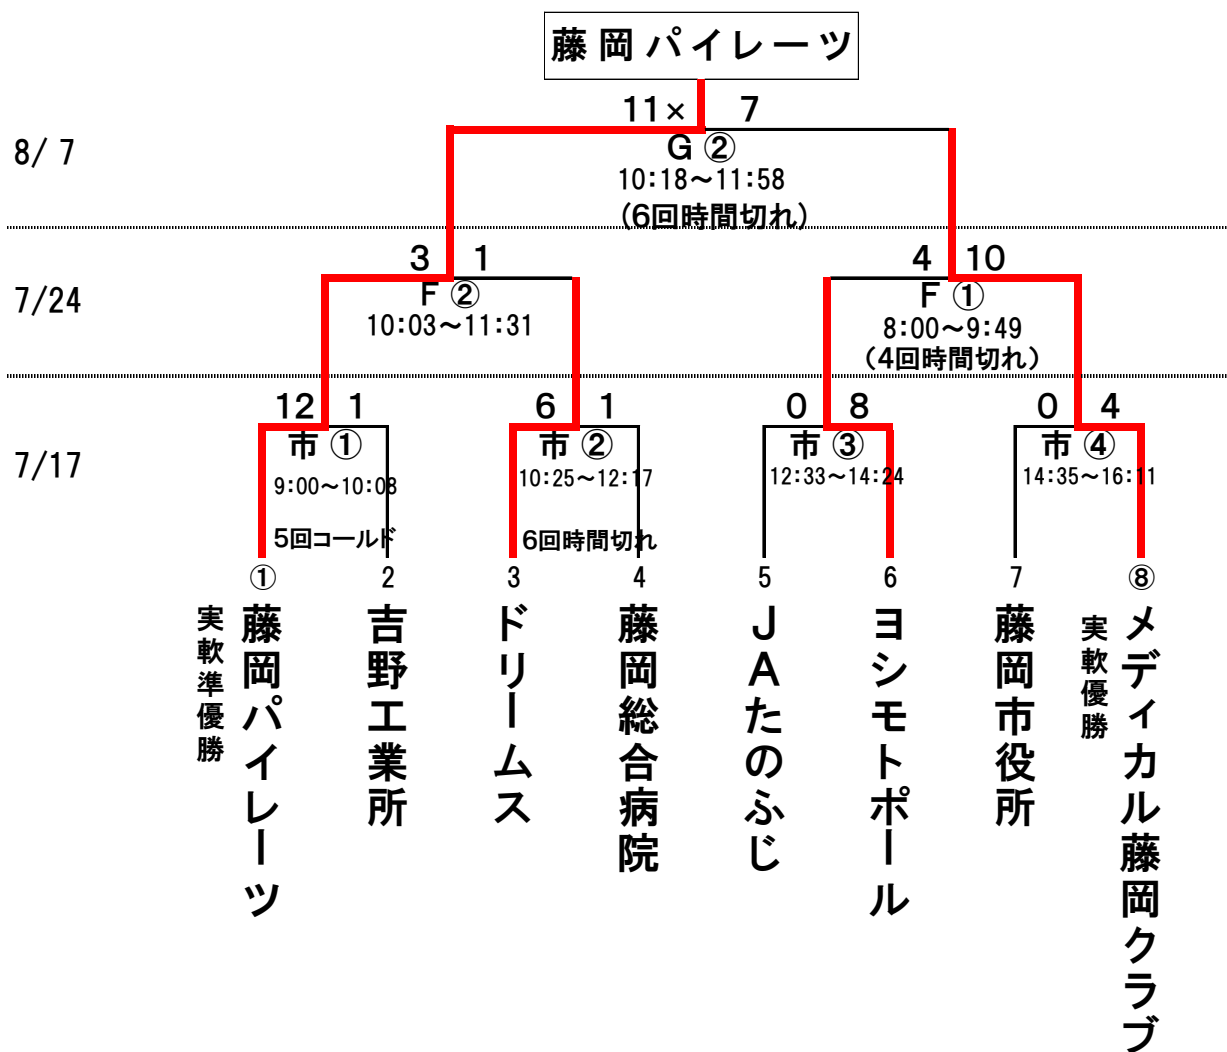 藤岡パイレーツ
11× 7
8/ 7
G ②
10:18～11:58
(6回時間切れ)
3 1
4 10
7/24
F ②
10:03～11:31
F ①
8:00～9:49
(4回時間切れ)
12 1
6 1
0 8
0 4
7/17
市 ①
9:00～10:08
5回コールド
市 ②
10:25～12:17
6回時間切れ
市 ③
12:33～14:24
市 ④
14:35～16:11
① 2 3 4 5 6 7 ⑧
実軟準優勝
藤岡パイレーツ
吉野工業所
ドリームス
藤岡総合病院
JAたのふじ
ヨシモトポール
藤岡市役所
実軟優勝
メディカル藤岡クラブ